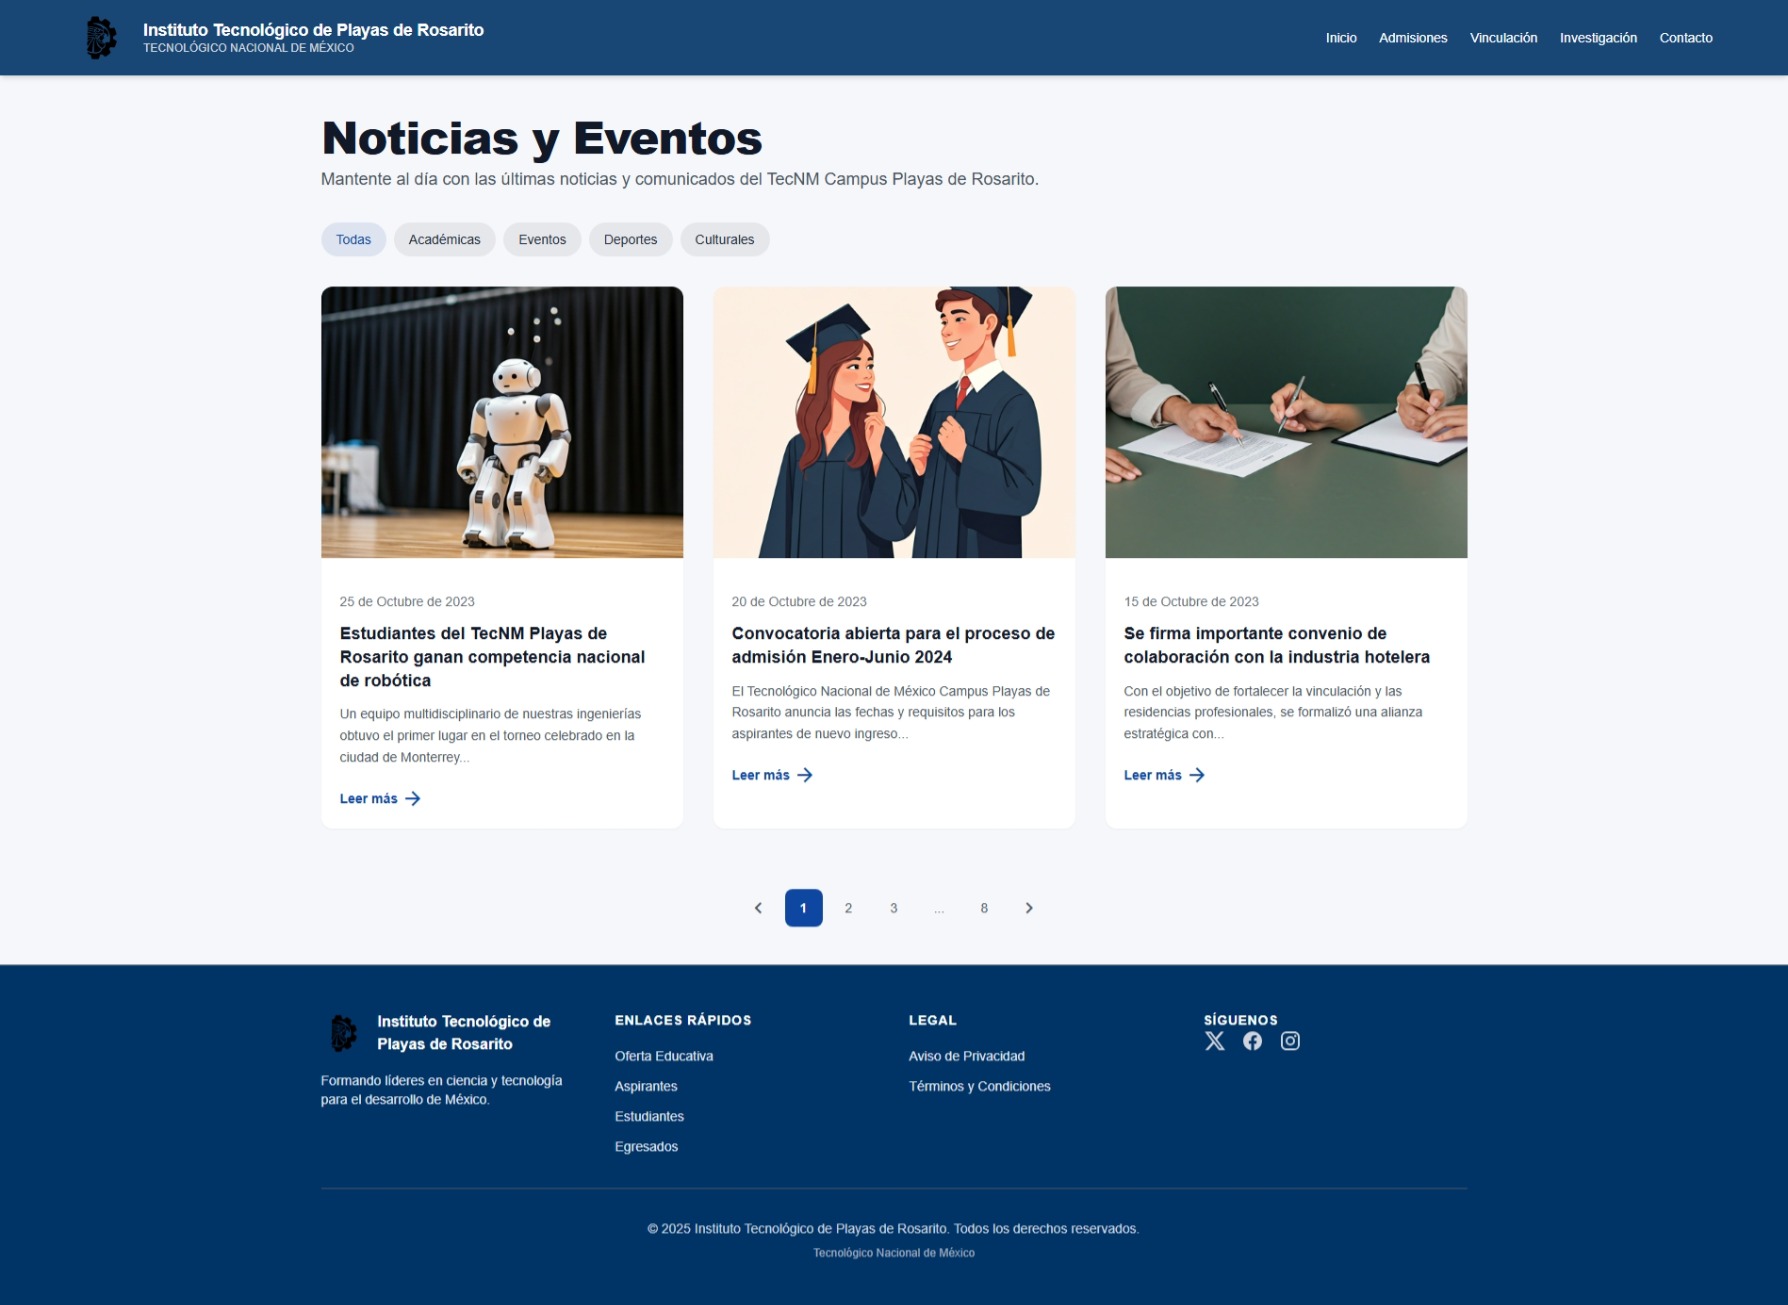 Instituto Tecnológico de Playas de Rosarito
TECNOLÓGICO NACIONAL DE MÉXICO
Inicio
Admisiones
Vinculación
Investigación
Contacto
Noticias y Eventos
Mantente al día con las últimas noticias y comunicados del TecNM Campus Playas de Rosarito.
Todas
Académicas
Eventos
Deportes
Culturales
25 de Octubre de 2023
Estudiantes del TecNM Playas de
Rosarito ganan competencia nacional
de robótica
Un equipo multidisciplinario de nuestras ingenierías
obtuvo el primer lugar en el torneo celebrado en la
ciudad de Monterrey...
Leer más
20 de Octubre de 2023
Convocatoria abierta para el proceso de
admisión Enero-Junio 2024
El Tecnológico Nacional de México Campus Playas de
Rosarito anuncia las fechas y requisitos para los
aspirantes de nuevo ingreso...
Leer más
15 de Octubre de 2023
Se firma importante convenio de
colaboración con la industria hotelera
Con el objetivo de fortalecer la vinculación y las
residencias profesionales, se formalizó una alianza
estratégica con...
Leer más
1
2
3
...
8
Instituto Tecnológico de
Playas de Rosarito
Formando líderes en ciencia y tecnología
para el desarrollo de México.
ENLACES RÁPIDOS
Oferta Educativa
Aspirantes
Estudiantes
Egresados
LEGAL
Aviso de Privacidad
Términos y Condiciones
SÍGUENOS
© 2025 Instituto Tecnológico de Playas de Rosarito. Todos los derechos reservados.
Tecnológico Nacional de México